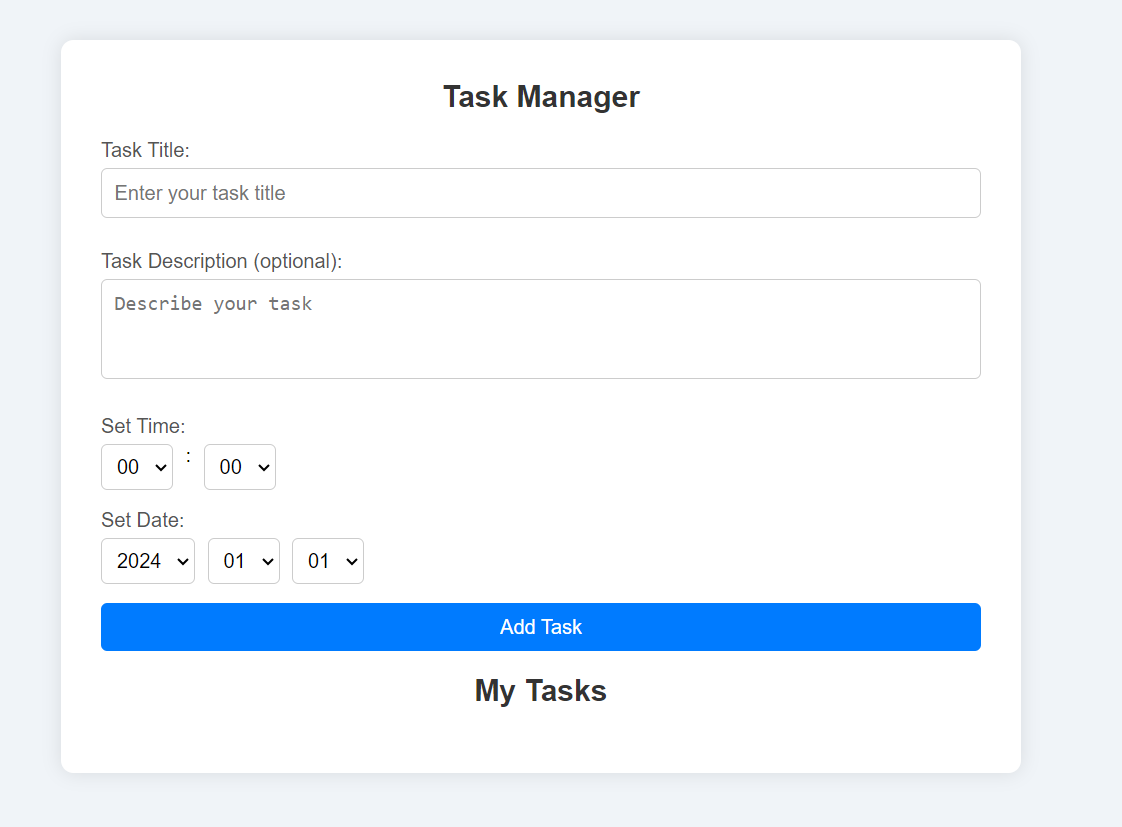 Task Manager
Task Title:
Enter your task title
Task Description (optional):
Describe your task
Set Time:
00 : 00
Set Date:
2024 01 01
Add Task
My Tasks